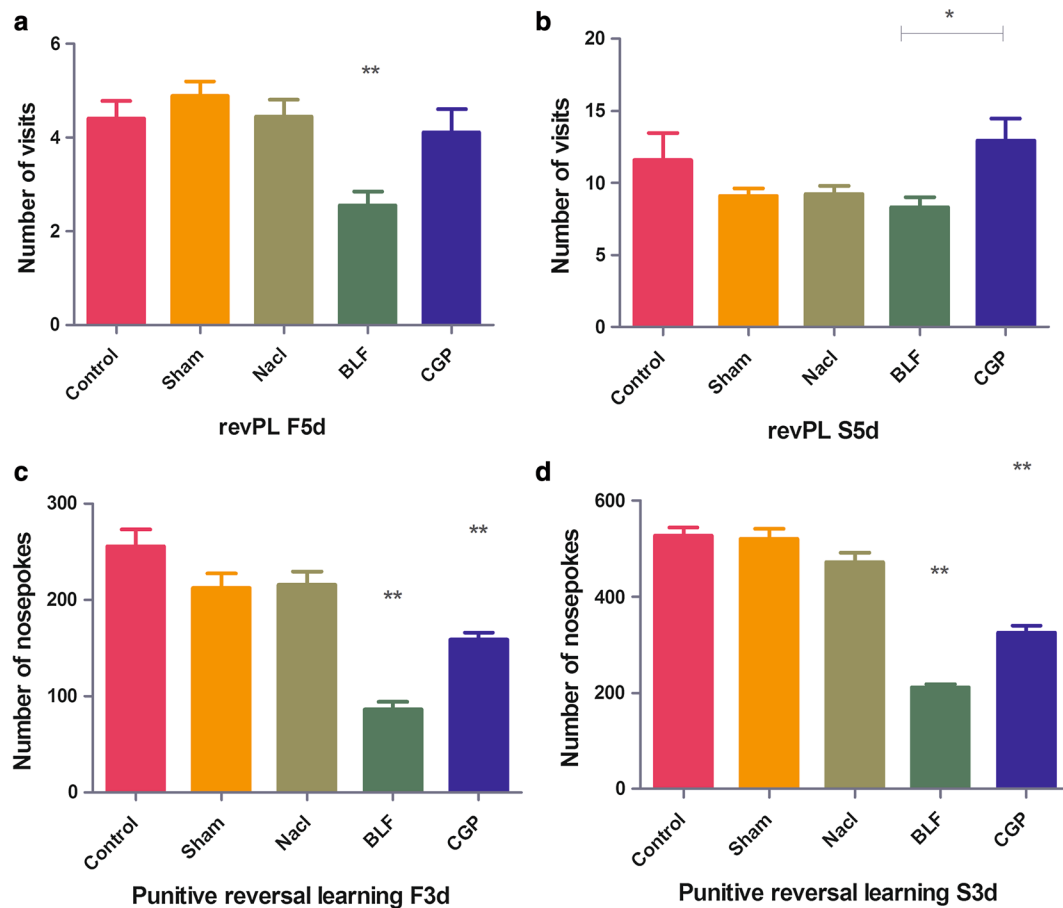 a
6
4
2
0
Number of visits
**
Control
Sham
Nacl
BLF
CGP
revPL F5d
b
20
15
10
5
0
Number of visits
*
Control
Sham
Nacl
BLF
CGP
revPL S5d
c
300
200
100
0
Number of nosepokes
**
**
Control
Sham
Nacl
BLF
CGP
Punitive reversal learning F3d
d
600
400
200
0
Number of nosepokes
**
**
Control
Sham
Nacl
BLF
CGP
Punitive reversal learning S3d